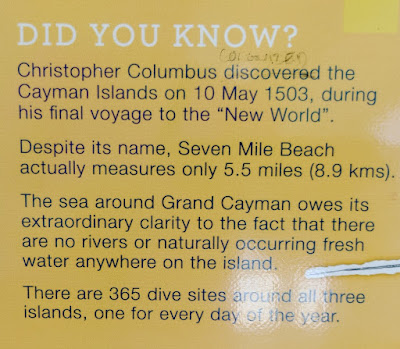 DID YOU KNOW?
Christopher Columbus discovered the
Cayman Islands on 10 May 1503, during
his final voyage to the “New World”.
Despite its name, Seven Mile Beach
actually measures only 5.5 miles (8.9 kms).
The sea around Grand Cayman owes its
extraordinary clarity to the fact that there
are no rivers or naturally occurring fresh
water anywhere on the island.
There are 365 dive sites around all three
islands, one for every day of the year.